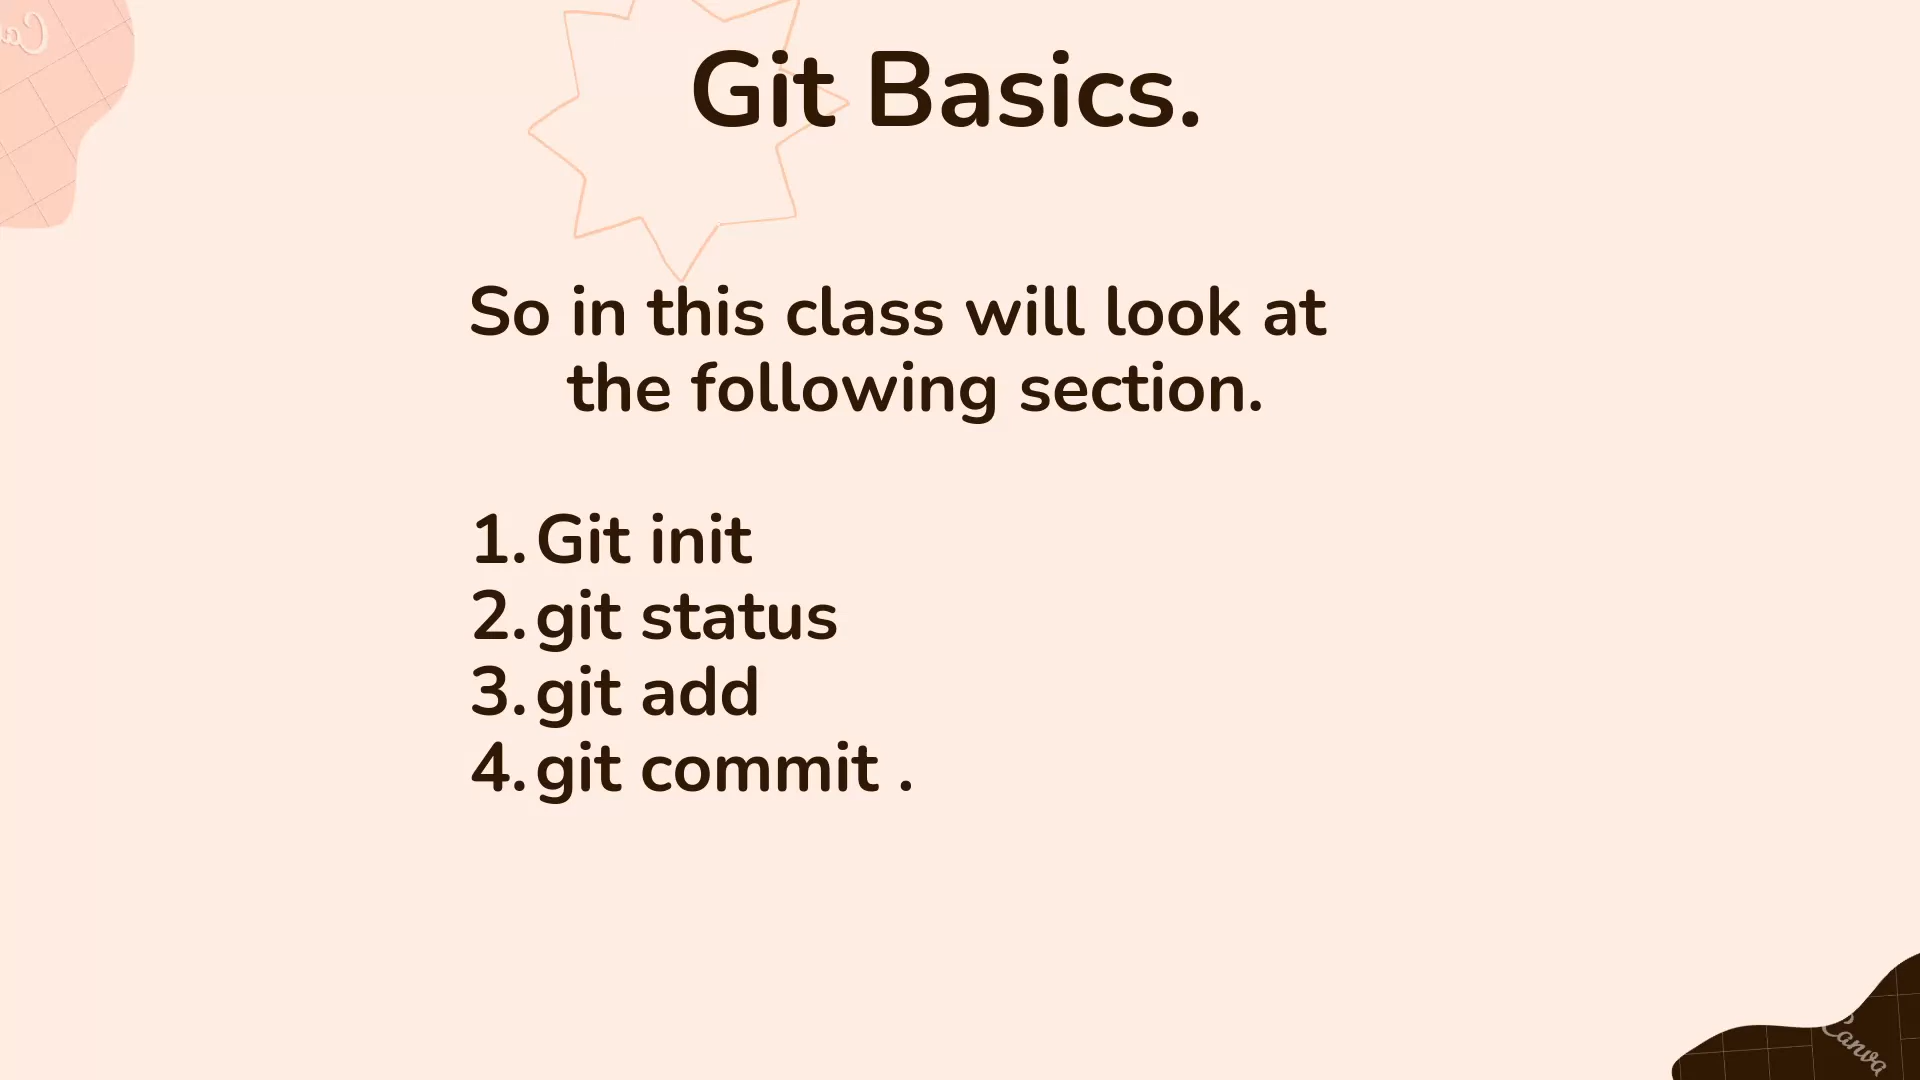 Git Basics.
So in this class will look at
the following section.
1. Git init
2. git status
3. git add
4. git commit .
Canva